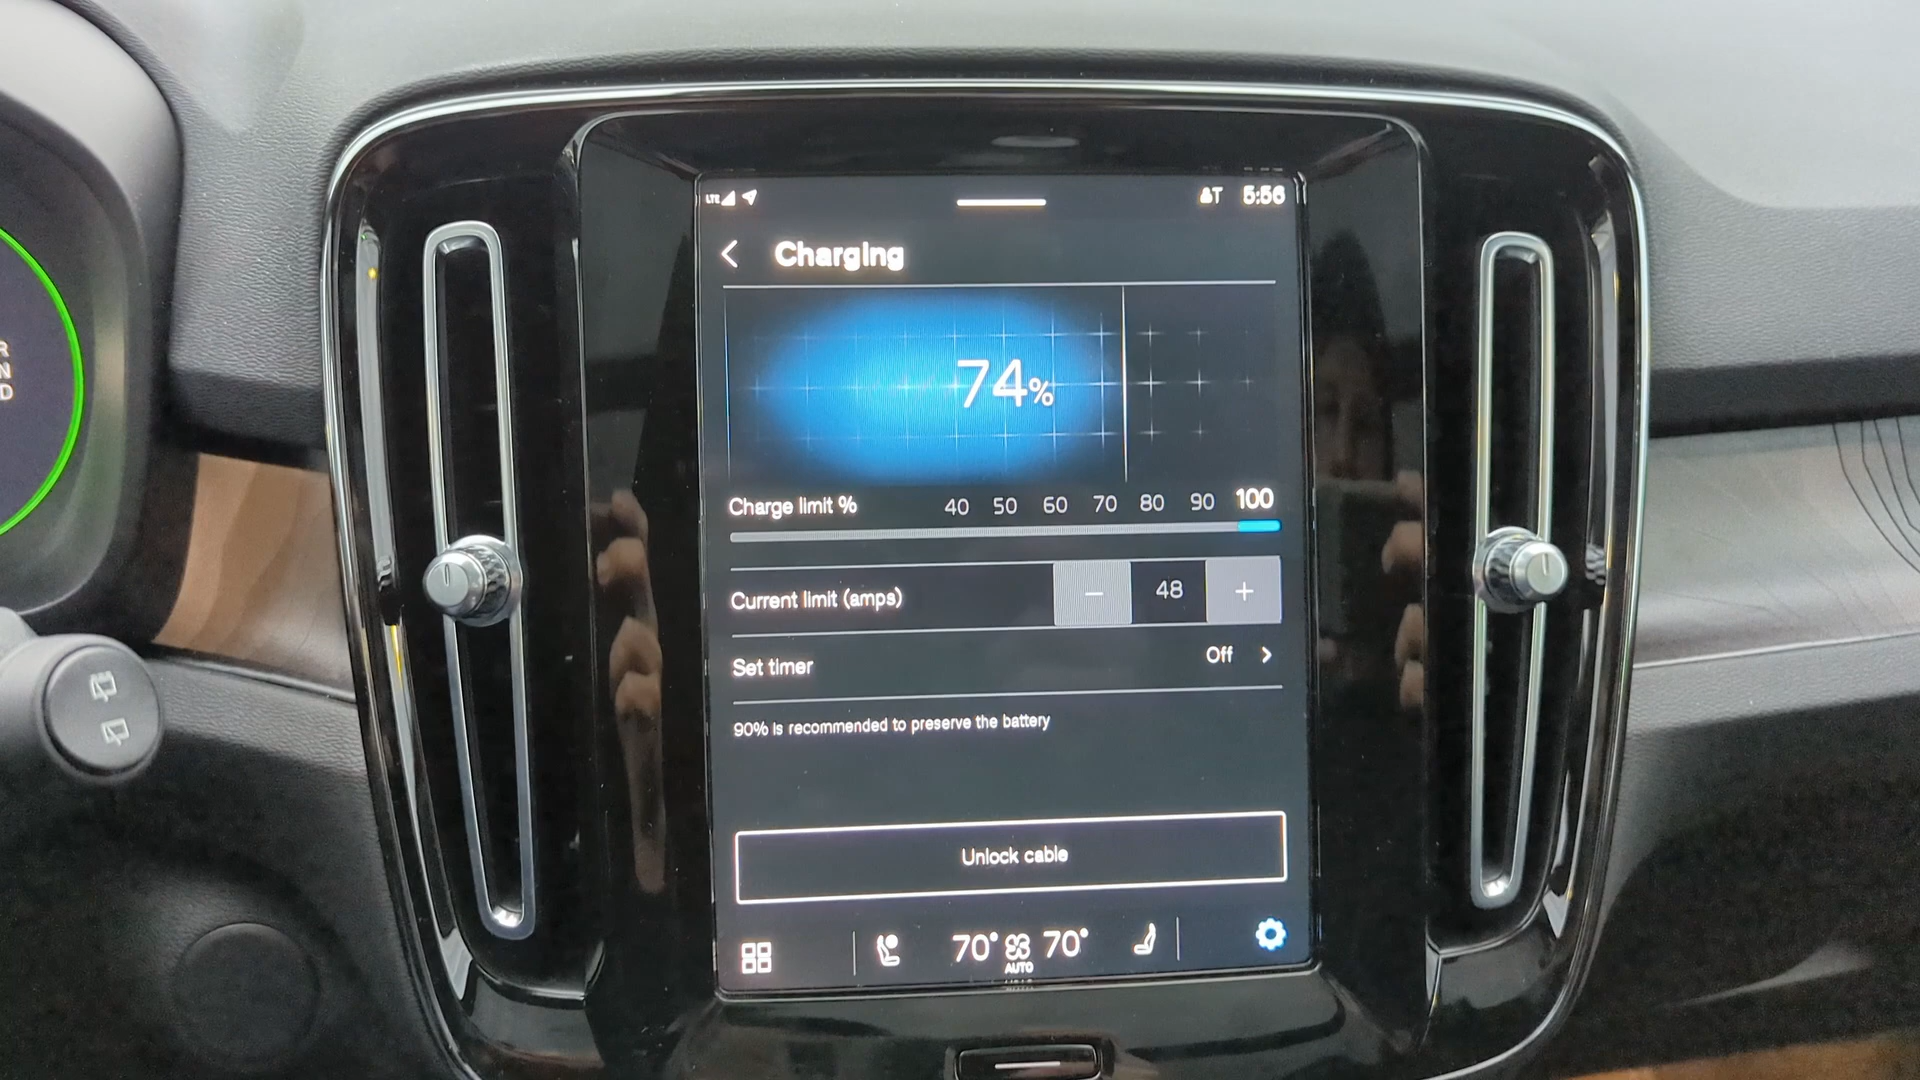 LTE T 5:56
Charging
74%
Charge limit % 40 50 60 70 80 90 100
Current limit (amps) − 48 +
Set timer Off
90% is recommended to preserve the battery
Unlock cable
70° 70°
AUTO
R
N
D